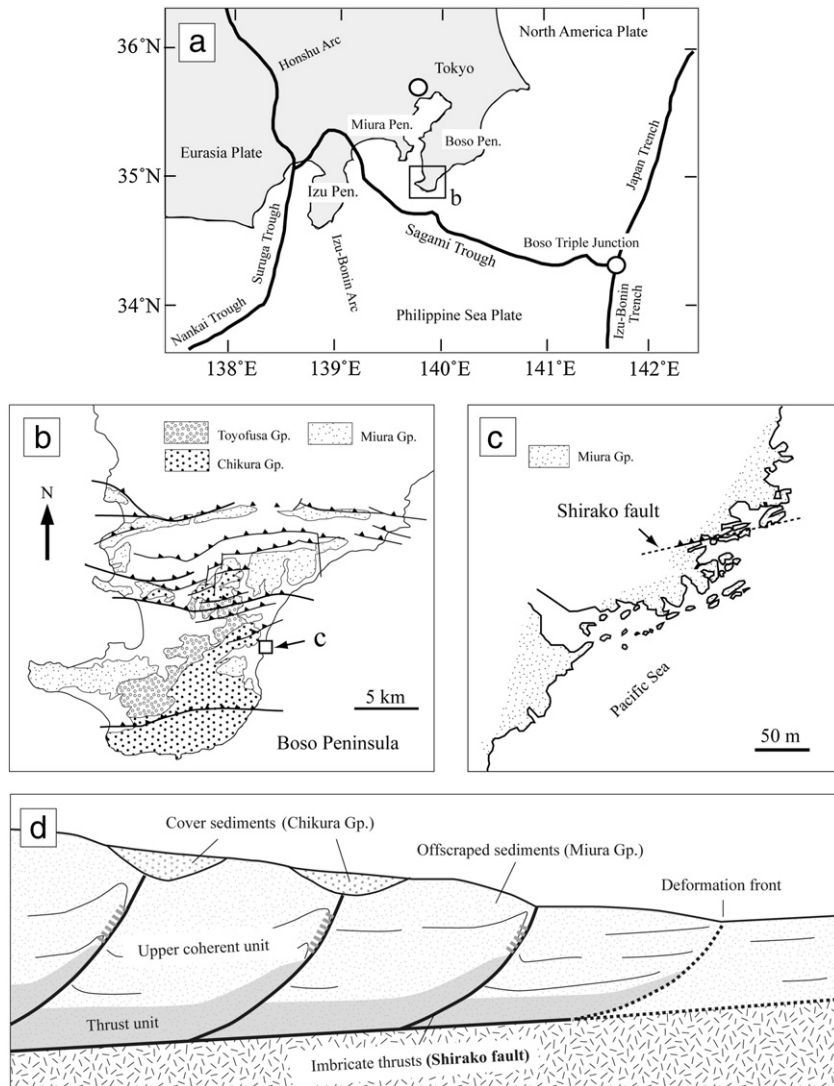 a
36°N
35°N
34°N
138°E
139°E
140°E
141°E
142°E
North America Plate
Honshu Arc
Tokyo
Miura Pen.
Boso Pen.
Eurasia Plate
Izu Pen.
b
Japan Trench
Suruga Trough
Izu-Bonin Arc
Sagami Trough
Boso Triple Junction
Nankai Trough
Philippine Sea Plate
Izu-Bonin
Trench
b
Toyofusa Gp.
Miura Gp.
Chikura Gp.
N
c
5 km
Boso Peninsula
c
Miura Gp.
Shirako fault
Pacific Sea
50 m
d
Cover sediments (Chikura Gp.)
Offscraped sediments (Miura Gp.)
Deformation front
Upper coherent unit
Thrust unit
Imbricate thrusts (Shirako fault)